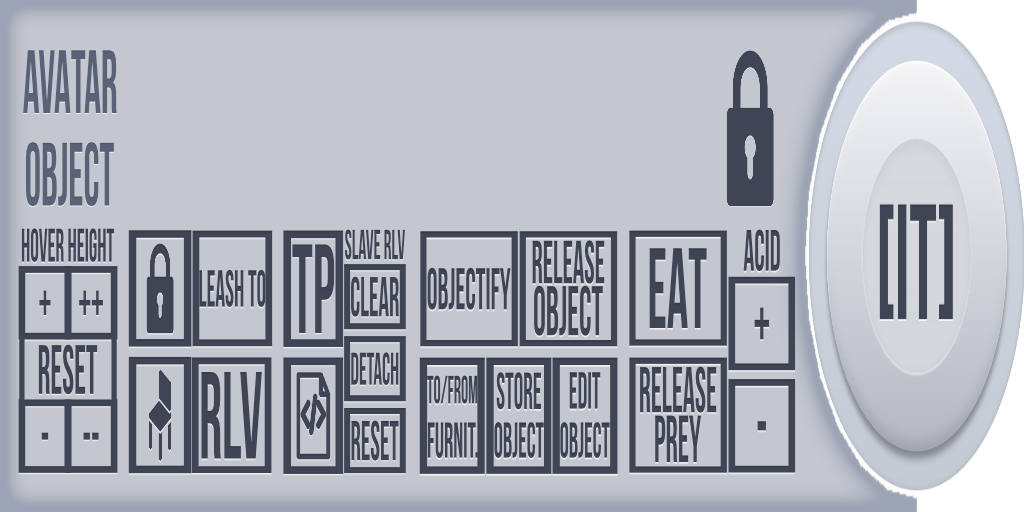 AVATAR
OBJECT
HOVER HEIGHT
+ ++
RESET
- --
LEASH TO
RLV
TP
SLAVE RLV
CLEAR
DETACH
RESET
</>
OBJECTIFY
RELEASE
OBJECT
TO/FROM
FURNIT.
STORE
OBJECT
EDIT
OBJECT
EAT
RELEASE
PREY
ACID
+
-
[IT]